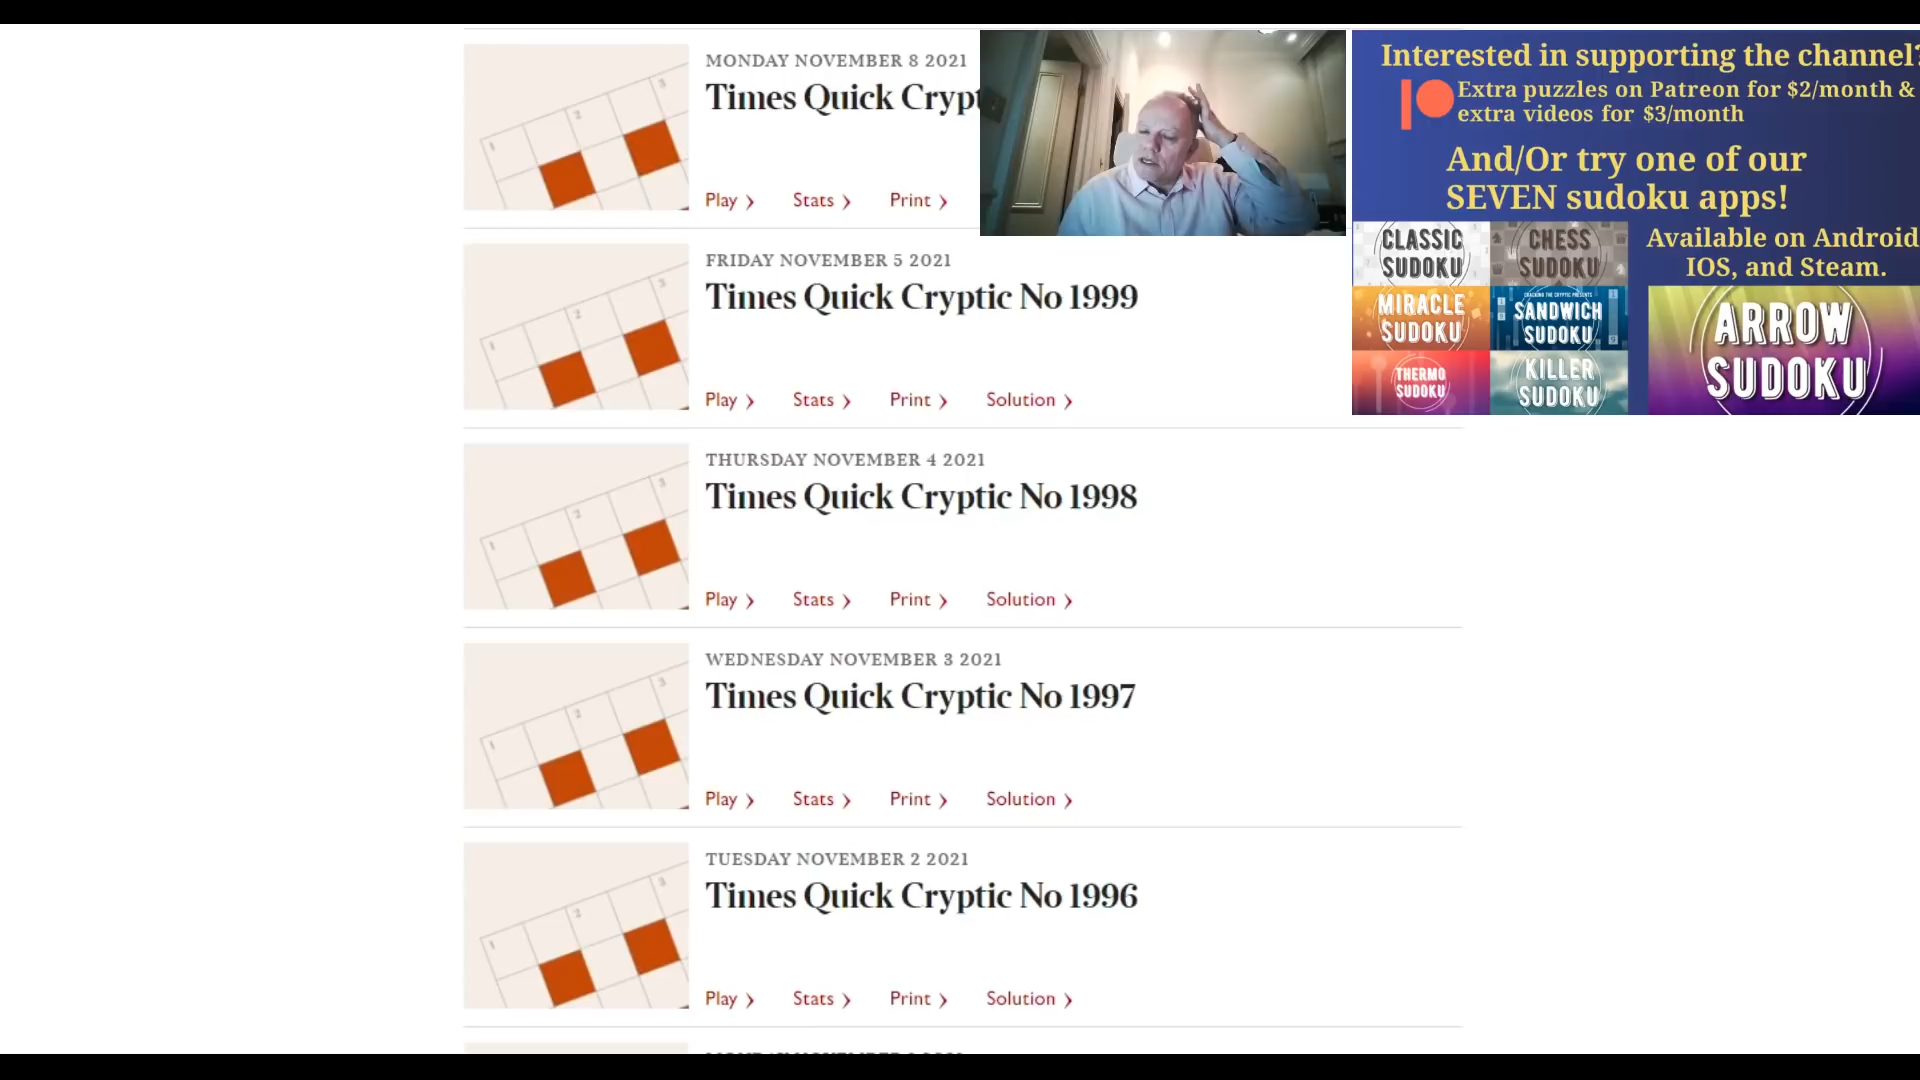 MONDAY NOVEMBER 8 2021
Times Quick Crypt
Play
Stats
Print
FRIDAY NOVEMBER 5 2021
Times Quick Cryptic No 1999
Play
Stats
Print
Solution
THURSDAY NOVEMBER 4 2021
Times Quick Cryptic No 1998
Play
Stats
Print
Solution
WEDNESDAY NOVEMBER 3 2021
Times Quick Cryptic No 1997
Play
Stats
Print
Solution
TUESDAY NOVEMBER 2 2021
Times Quick Cryptic No 1996
Play
Stats
Print
Solution
Interested in supporting the channel?
Extra puzzles on Patreon for $2/month &
extra videos for $3/month
And/Or try one of our
SEVEN sudoku apps!
CLASSIC
SUDOKU
CHESS
SUDOKU
MIRACLE
SUDOKU
CRACKING THE CRYPTIC PRESENTS
SANDWICH
SUDOKU
THERMO
SUDOKU
KILLER
SUDOKU
Available on Android
IOS, and Steam.
ARROW
SUDOKU